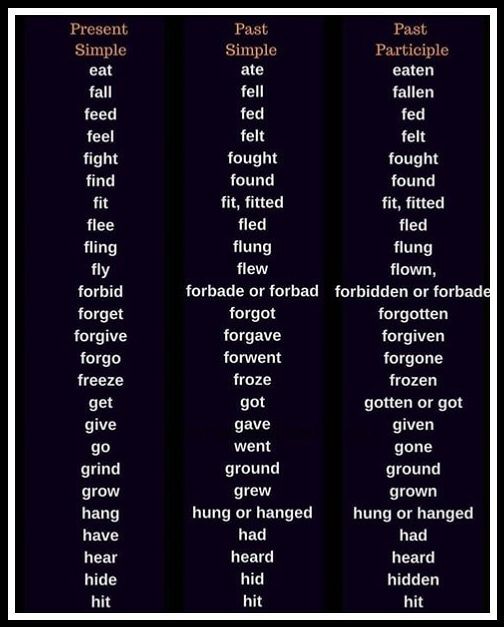 Present Past Past
Simple Simple Participle
eat ate eaten
fall fell fallen
feed fed fed
feel felt felt
fight fought fought
find found found
fit fit, fitted fit, fitted
flee fled fled
fling flung flung
fly flew flown,
forbid forbade or forbad forbidden or forbade
forget forgot forgotten
forgive forgave forgiven
forgo forwent forgone
freeze froze frozen
get got gotten or got
give gave given
go went gone
grind ground ground
grow grew grown
hang hung or hanged hung or hanged
have had had
hear heard heard
hide hid hidden
hit hit hit